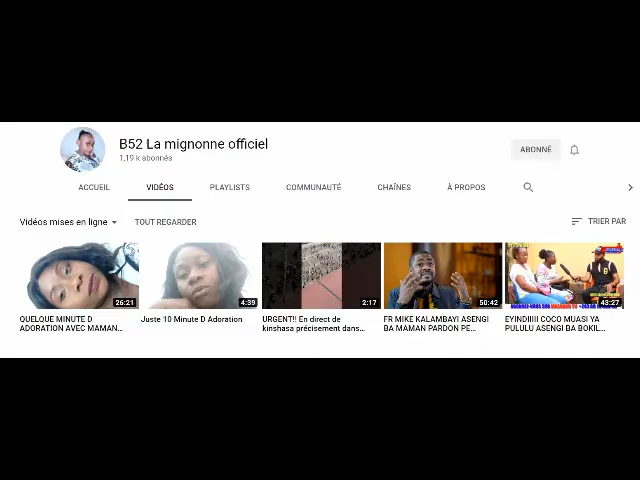 B52 La mignonne officiel
1,19 k abonnés
ABONNÉ
ACCUEIL
VIDÉOS
PLAYLISTS
COMMUNAUTÉ
CHAÎNES
À PROPOS
Vidéos mises en ligne
TOUT REGARDER
TRIER PAR
26:21
4:39
2:17
50:42
43:27
QUELQUE MINUTE D
ADORATION AVEC MAMAN…
Juste 10 Minute D Adoration
URGENT!! En direct de
kinshasa précisement dans…
FR MIKE KALAMBAYI ASENGI
BA MAMAN PARDON PE…
EYINDIIIII COCO MUASI YA
PULULU ASENGI BA BOKIL…